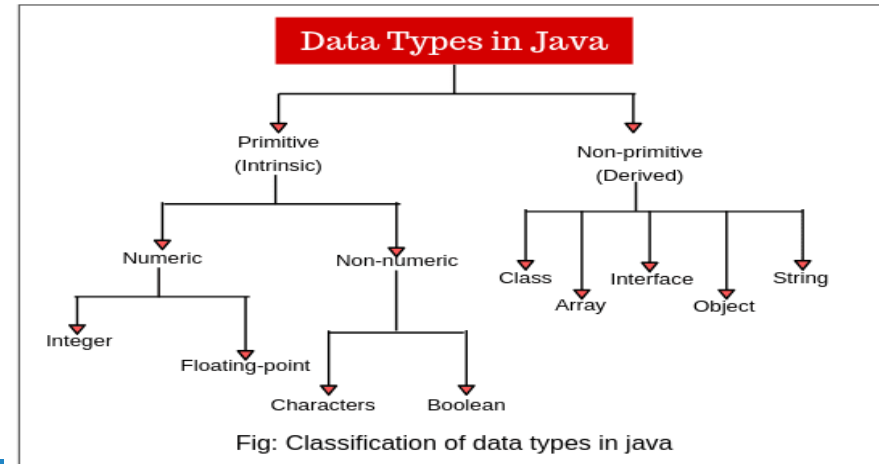 Data Types in Java
Primitive
(Intrinsic)
Non-primitive
(Derived)
Numeric
Non-numeric
Class
Array
Interface
Object
String
Integer
Floating-point
Characters
Boolean
Fig: Classification of data types in java